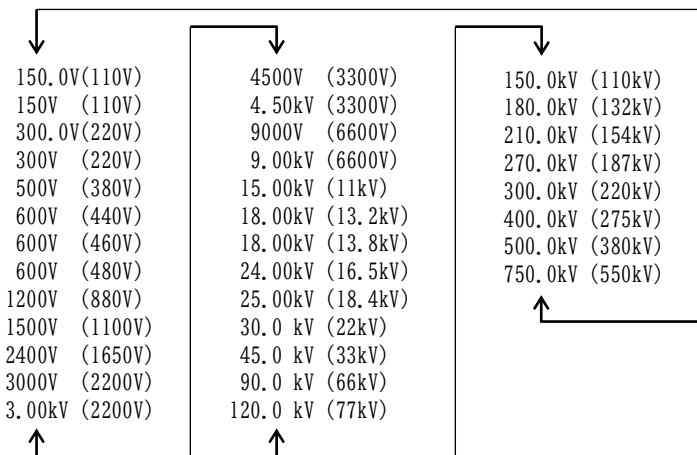 150.0V(110V)
150V (110V)
300.0V(220V)
300V (220V)
500V (380V)
600V (440V)
600V (460V)
600V (480V)
1200V (880V)
1500V (1100V)
2400V (1650V)
3000V (2200V)
3.00kV (2200V)
4500V (3300V)
4.50kV (3300V)
9000V (6600V)
9.00kV (6600V)
15.00kV (11kV)
18.00kV (13.2kV)
18.00kV (13.8kV)
24.00kV (16.5kV)
25.00kV (18.4kV)
30.0 kV (22kV)
45.0 kV (33kV)
90.0 kV (66kV)
120.0 kV (77kV)
150.0kV (110kV)
180.0kV (132kV)
210.0kV (154kV)
270.0kV (187kV)
300.0kV (220kV)
400.0kV (275kV)
500.0kV (380kV)
750.0kV (550kV)